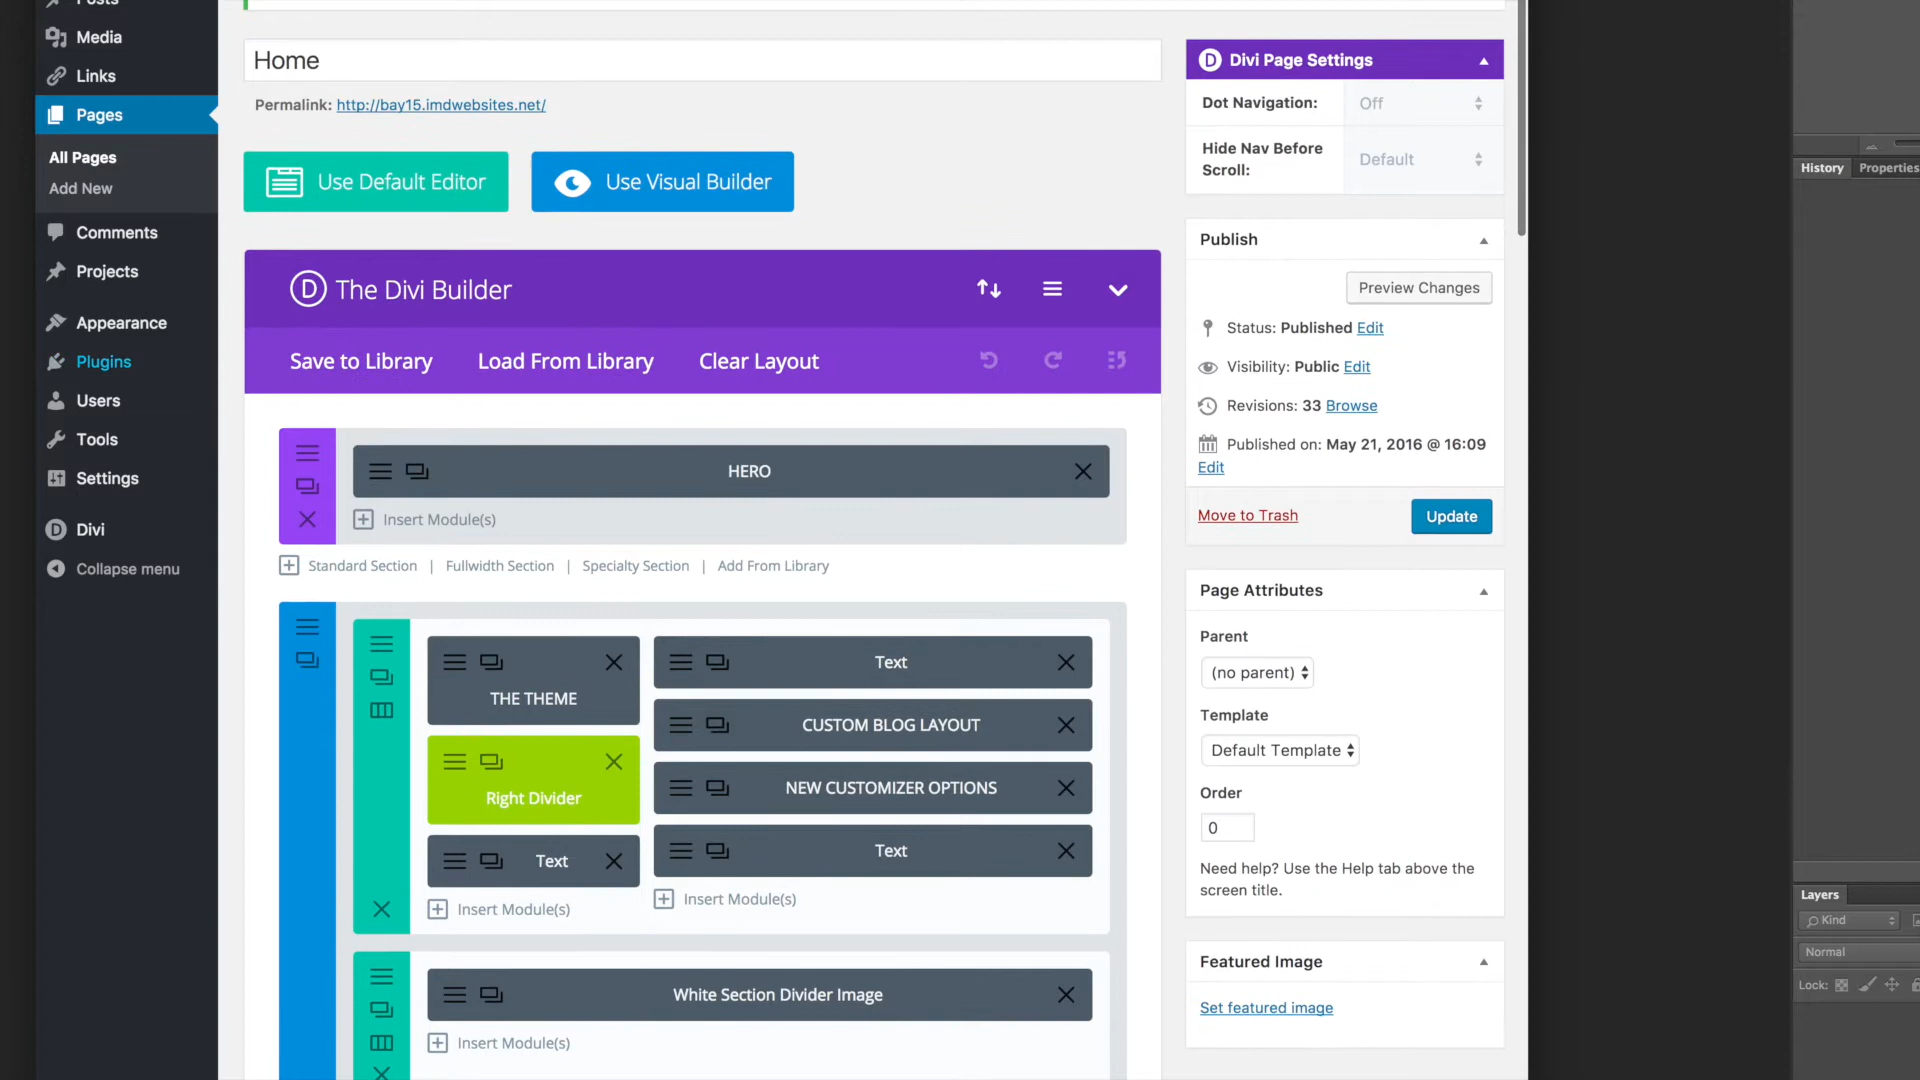 Posts
Media
Links
Pages
All Pages
Add New
Comments
Projects
Appearance
Plugins
Users
Tools
Settings
Divi
Collapse menu
Home
Permalink: http://bay15.imdwebsites.net/
Use Default Editor
Use Visual Builder
The Divi Builder
Save to Library
Load From Library
Clear Layout
HERO
Insert Module(s)
Standard Section | Fullwidth Section | Specialty Section | Add From Library
THE THEME
Right Divider
Text
Insert Module(s)
Text
CUSTOM BLOG LAYOUT
NEW CUSTOMIZER OPTIONS
Text
Insert Module(s)
White Section Divider Image
Insert Module(s)
Divi Page Settings
Dot Navigation:
Off
Hide Nav Before
Scroll:
Default
Publish
Preview Changes
Status: Published Edit
Visibility: Public Edit
Revisions: 33 Browse
Published on: May 21, 2016 @ 16:09
Edit
Move to Trash
Update
Page Attributes
Parent
(no parent)
Template
Default Template
Order
0
Need help? Use the Help tab above the
screen title.
Featured Image
Set featured image
History
Properties
Layers
Kind
Normal
Lock: